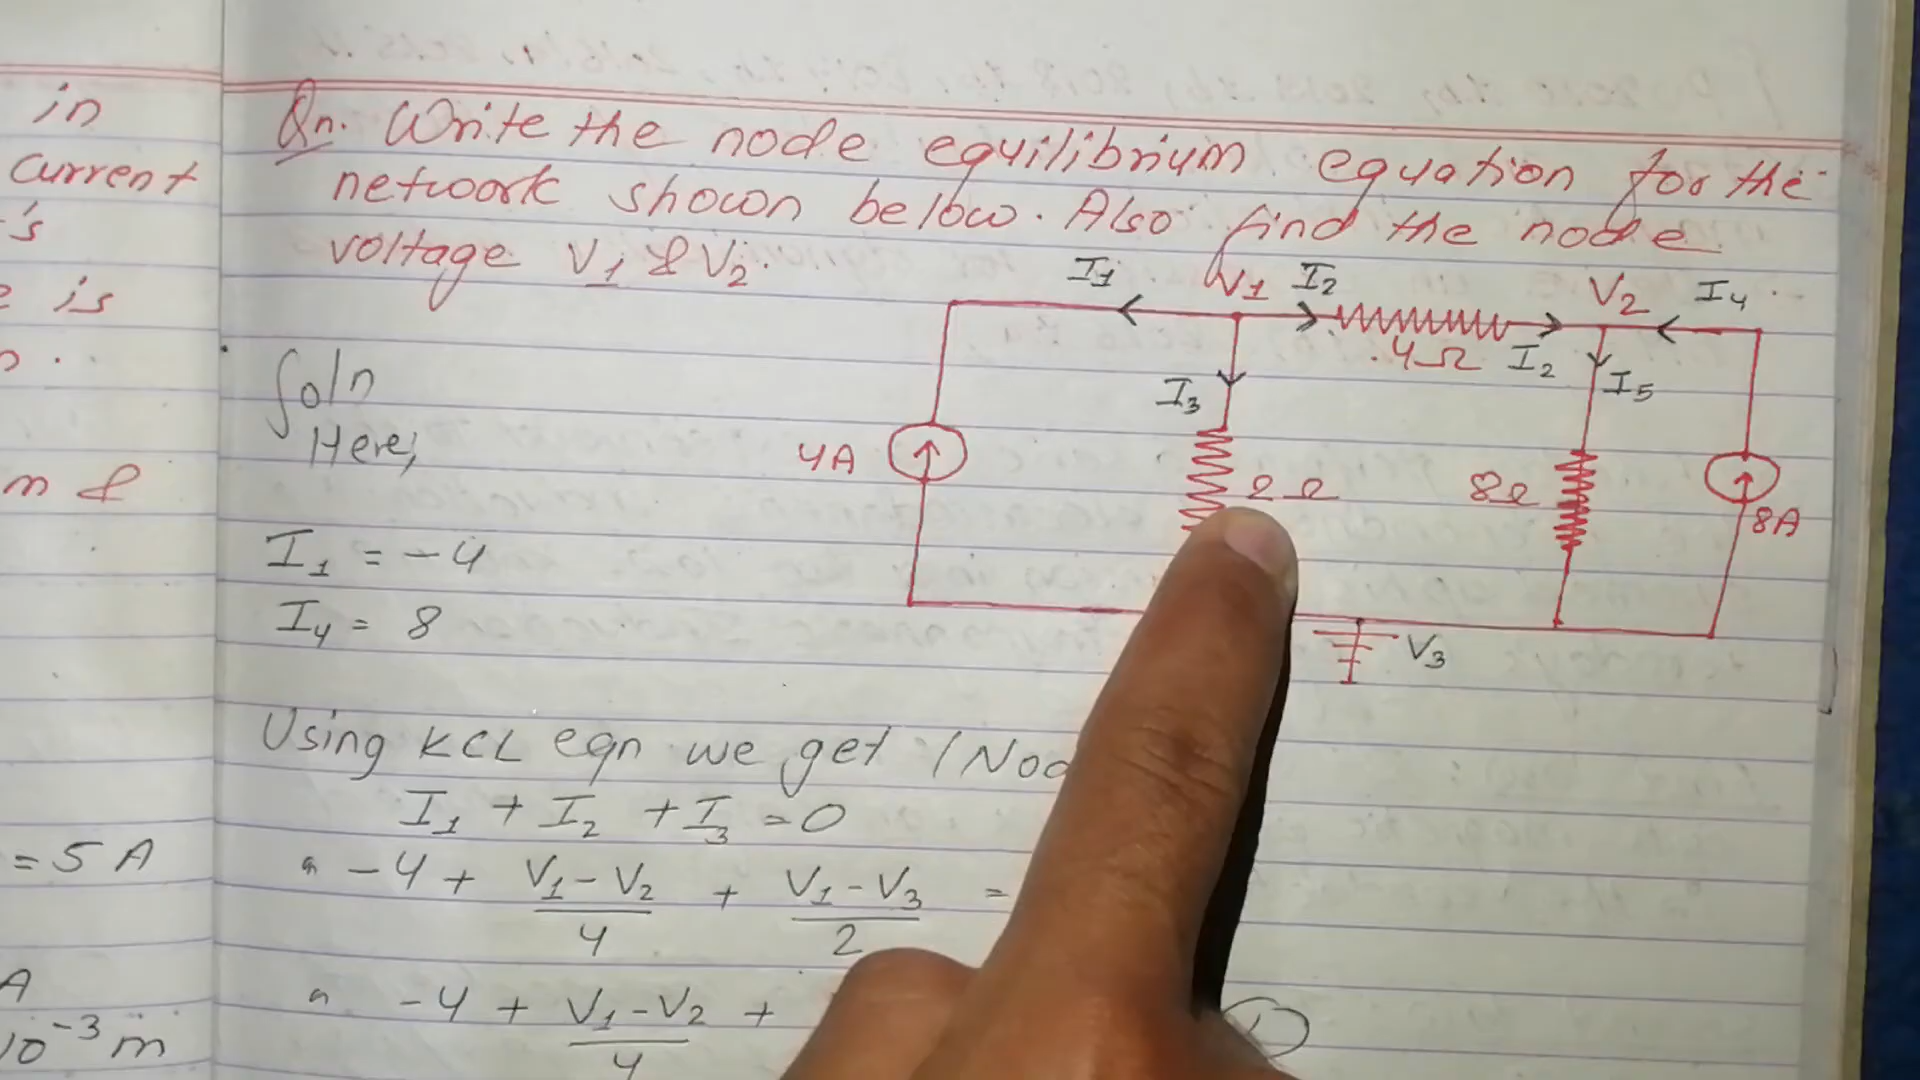 in
current
-'s
is
n &
= 5 A
A
10⁻³ m
Qn. Write the node equilibrium equation for the
network shown below. Also find the node
voltage V₁ & V₂.
I₁ V₁ I₂ V₂ I₄
4Ω I₂ I₅
I₃
4A 2Ω 8Ω 8A
V₃
Soln
Here,
I₁ = -4
I₄ = 8
Using KCL eqn we get
I₁ + I₂ + I₃ = 0
-4 + (V₁ - V₂)/4 + (V₁ - V₃)/2 =
-4 + (V₁ - V₂)/4 +